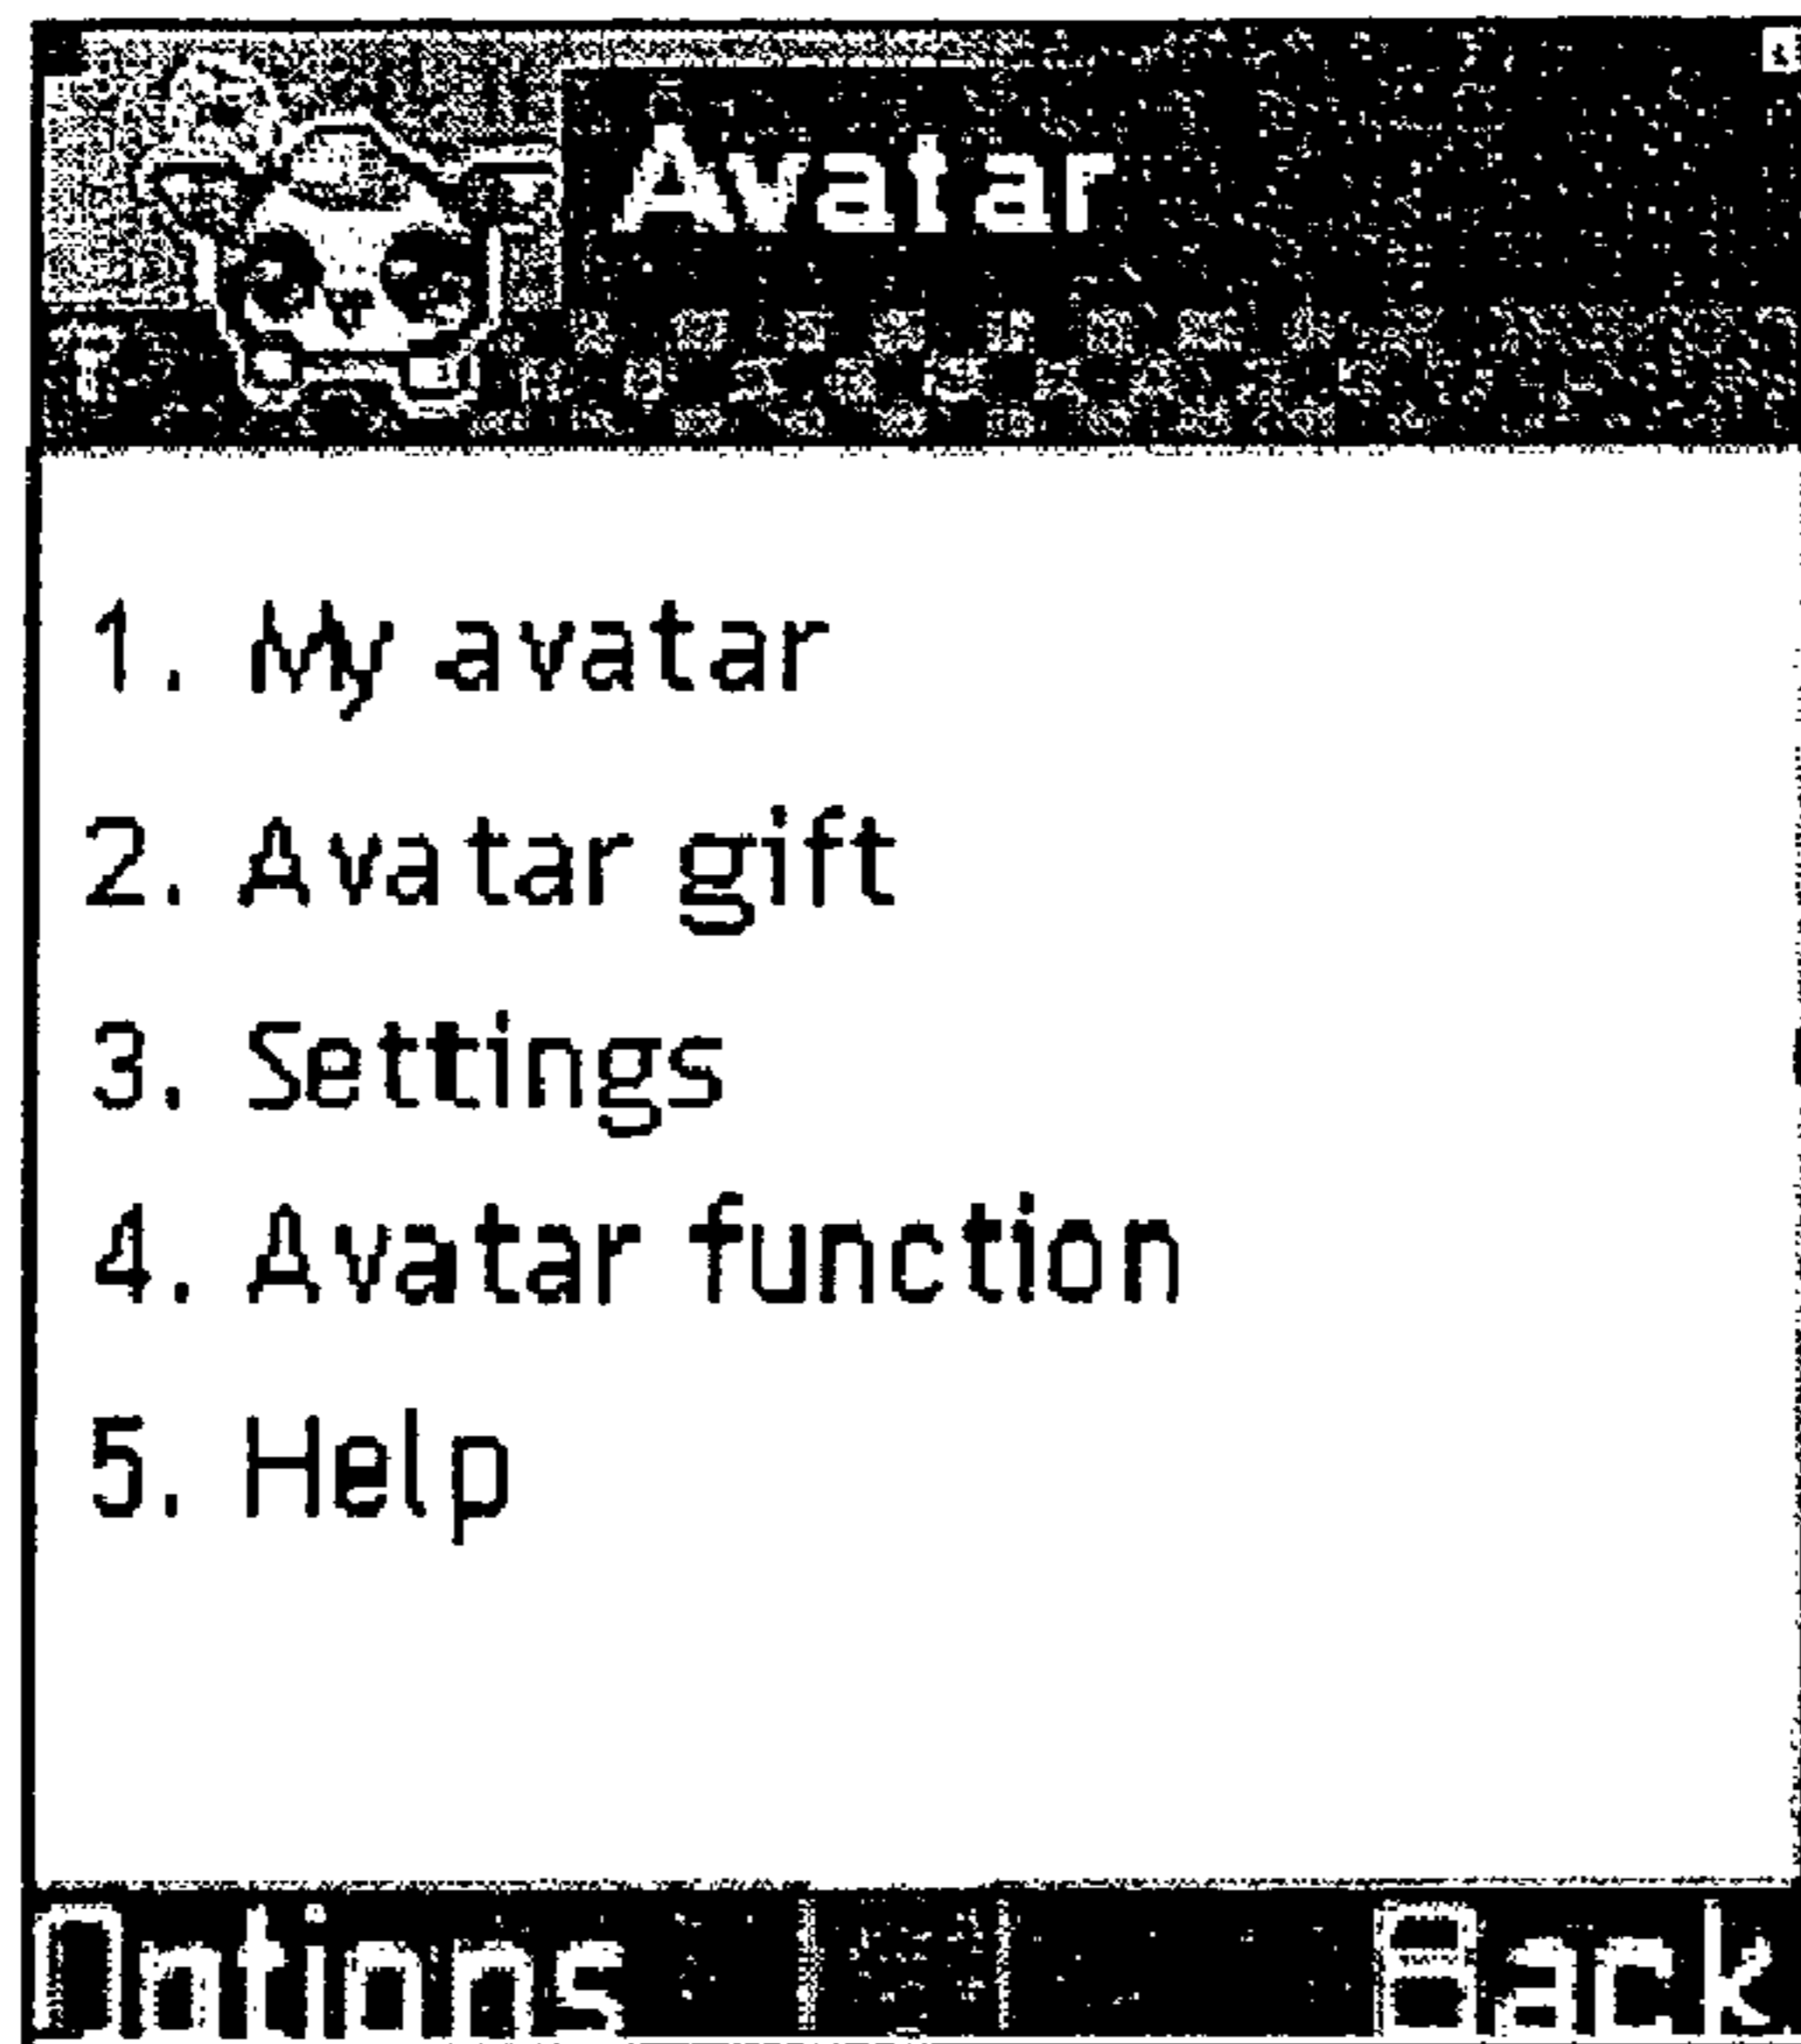 Avatar
1. My avatar
2. Avatar gift
3. Settings
4. Avatar function
5. Help
Options Back